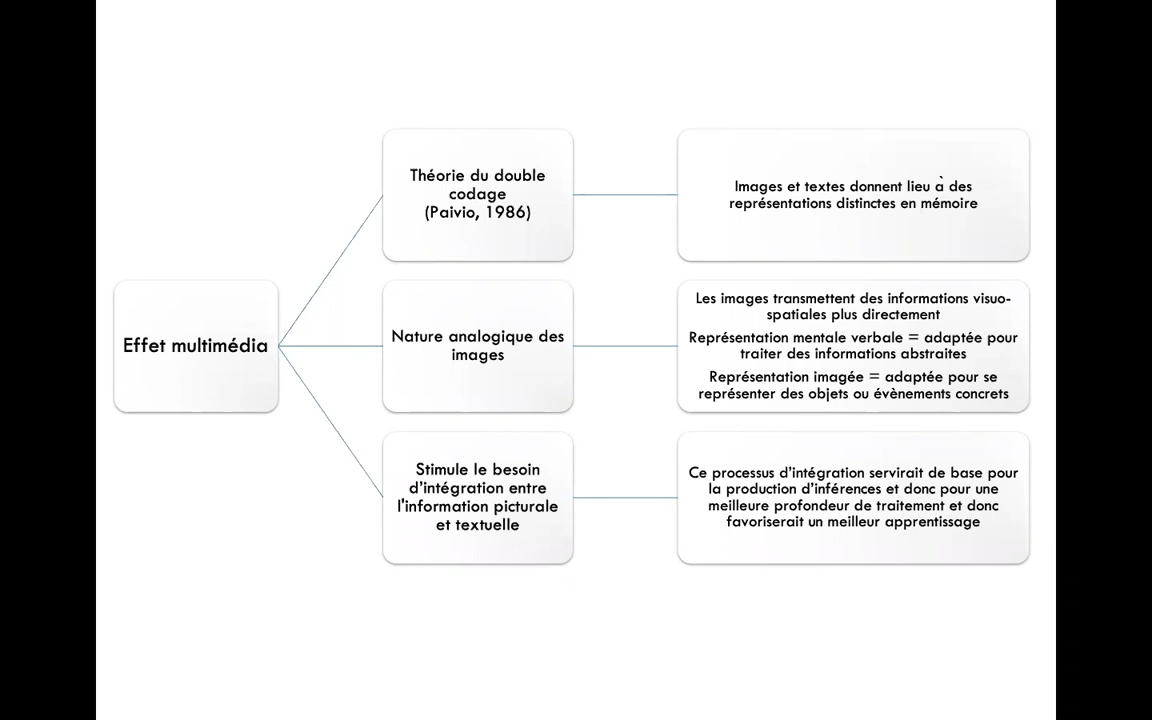 Effet multimédia
Théorie du double
codage
(Paivio, 1986)
Images et textes donnent lieu à des
représentations distinctes en mémoire
Nature analogique des
images
Les images transmettent des informations visuo-
spatiales plus directement
Représentation mentale verbale = adaptée pour
traiter des informations abstraites
Représentation imagée = adaptée pour se
représenter des objets ou évènements concrets
Stimule le besoin
d’intégration entre
l'information picturale
et textuelle
Ce processus d’intégration servirait de base pour
la production d’inférences et donc pour une
meilleure profondeur de traitement et donc
favoriserait un meilleur apprentissage